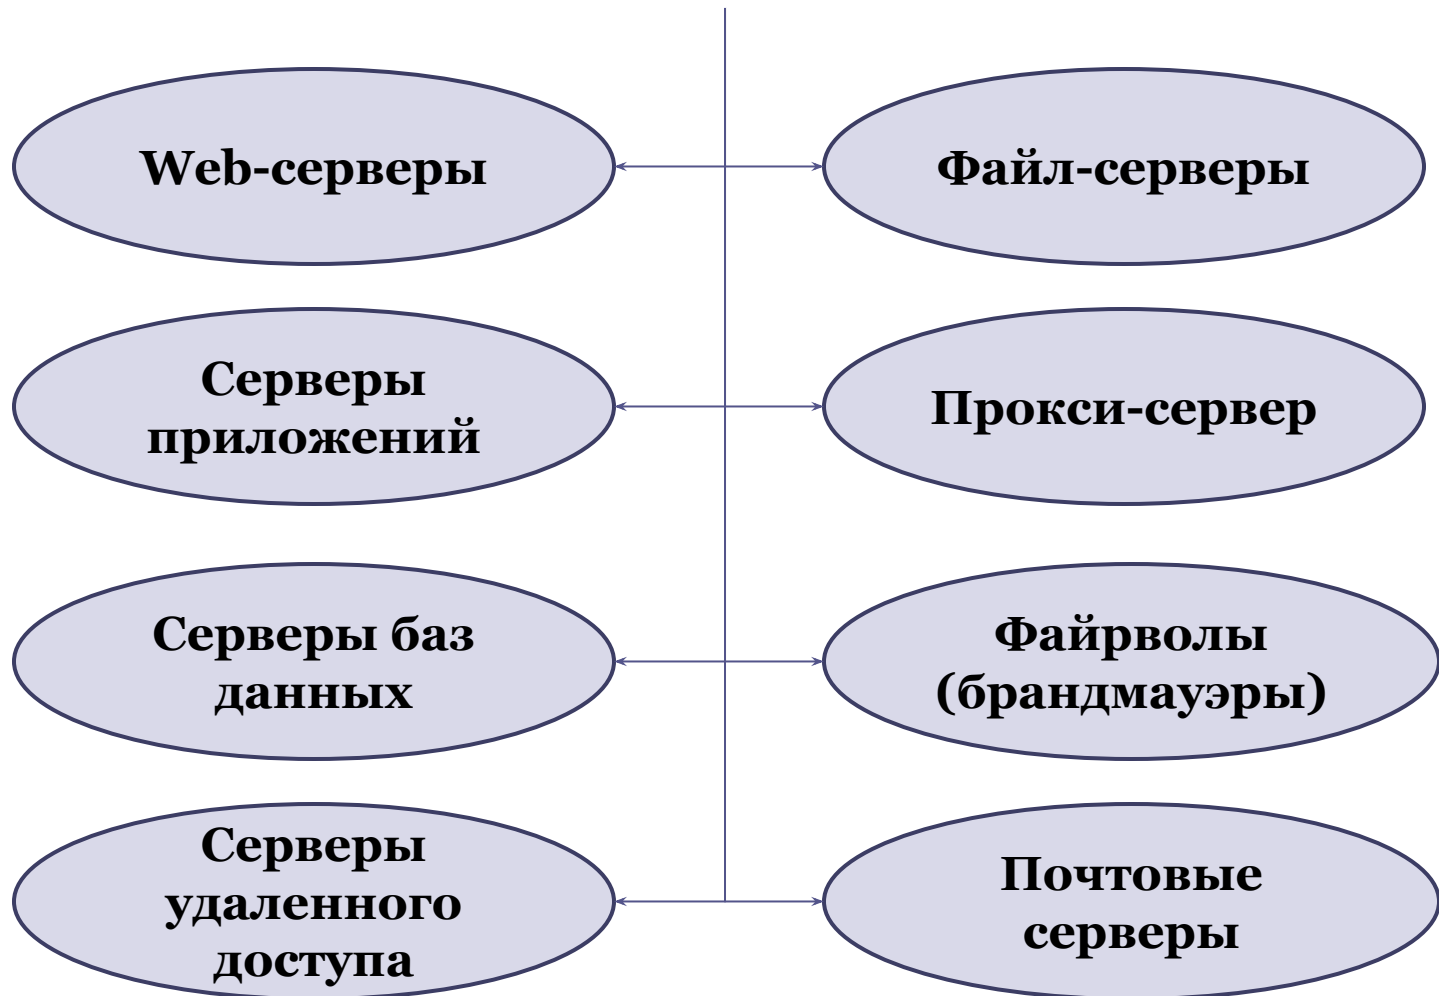 Web-серверы
Файл-серверы
Серверы
приложений
Прокси-сервер
Серверы баз
данных
Файрволы
(брандмауэры)
Серверы
удаленного
доступа
Почтовые
серверы